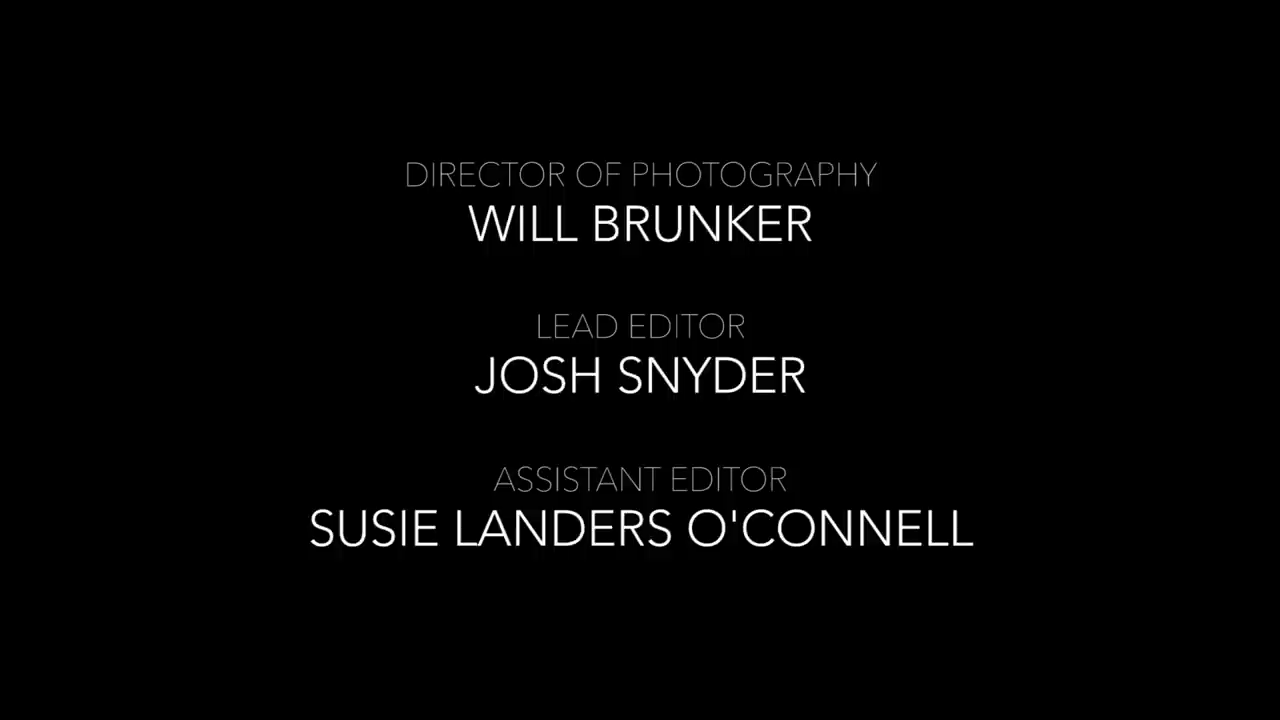 DIRECTOR OF PHOTOGRAPHY
WILL BRUNKER
LEAD EDITOR
JOSH SNYDER
ASSISTANT EDITOR
SUSIE LANDERS O'CONNELL